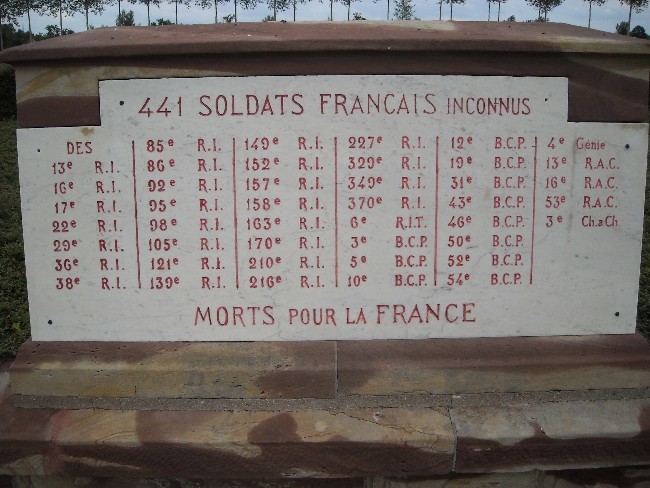 441 SOLDATS FRANCAIS INCONNUS
DES
13e R.I.
16e R.I.
17e R.I.
22e R.I.
29e R.I.
36e R.I.
38e R.I.
85e R.I.
86e R.I.
92e R.I.
95e R.I.
98e R.I.
105e R.I.
121e R.I.
139e R.I.
149e R.I.
152e R.I.
157e R.I.
158e R.I.
163e R.I.
170e R.I.
210e R.I.
216e R.I.
227e R.I.
329e R.I.
349e R.I.
370e R.I.
6e R.I.T.
3e B.C.P.
5e B.C.P.
10e B.C.P.
12e B.C.P.
19e B.C.P.
31e B.C.P.
43e B.C.P.
46e B.C.P.
50e B.C.P.
52e B.C.P.
54e B.C.P.
4e Génie
13e R.A.C.
16e R.A.C.
53e R.A.C.
3e Ch.a Ch.
MORTS POUR LA FRANCE